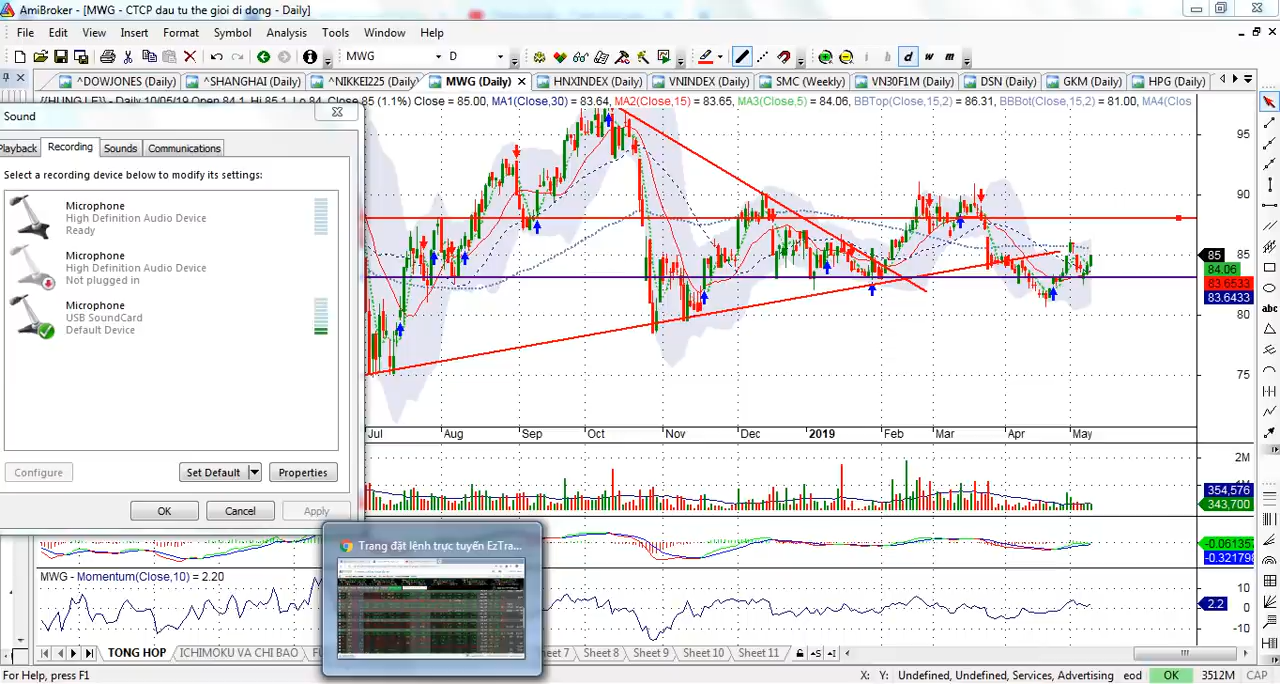 AmiBroker - [MWG - CTCP dau tu the gioi di dong - Daily]
File Edit View Insert Format Symbol Analysis Tools Window Help
MWG D i h d w m
^DOWJONES (Daily) ^SHANGHAI (Daily) ^NIKKEI225 (Daily) MWG (Daily) HNXINDEX (Daily) VNINDEX (Daily) SMC (Weekly) VN30F1M (Daily) DSN (Daily) GKM (Daily) HPG (Daily)
Daily 10/05/19 Open 84.1, Hi 85.1, Lo 84, Close 85 (1.1%) Close = 85.00, MA1(Close,30) = 83.64, MA2(Close,15) = 83.65, MA3(Close,5) = 84.06, BBTop(Close,15,2) = 86.31, BBBot(Close,15,2) = 81.00, MA4(Clos
Sound
Playback Recording Sounds Communications
Select a recording device below to modify its settings:
Microphone
High Definition Audio Device
Ready
Microphone
High Definition Audio Device
Not plugged in
Microphone
USB SoundCard
Default Device
Configure Set Default Properties
OK Cancel Apply
95
90
85
80
75
85
84.06
83.6533
83.6433
abc
Jul Aug Sep Oct Nov Dec 2019 Feb Mar Apr May
2M
354,576
343,700
-0.06135
-0.321798
MWG - Momentum(Close,10) = 2.20
10
2.2
-10
Trang đặt lệnh trực tuyến EzTra...
TONG HOP ICHIMOKU VA CHI BAO Sheet 8 Sheet 9 Sheet 10 Sheet 11
For Help, press F1 X: Y: Undefined, Undefined, Services, Advertising eod OK 3512M CAP